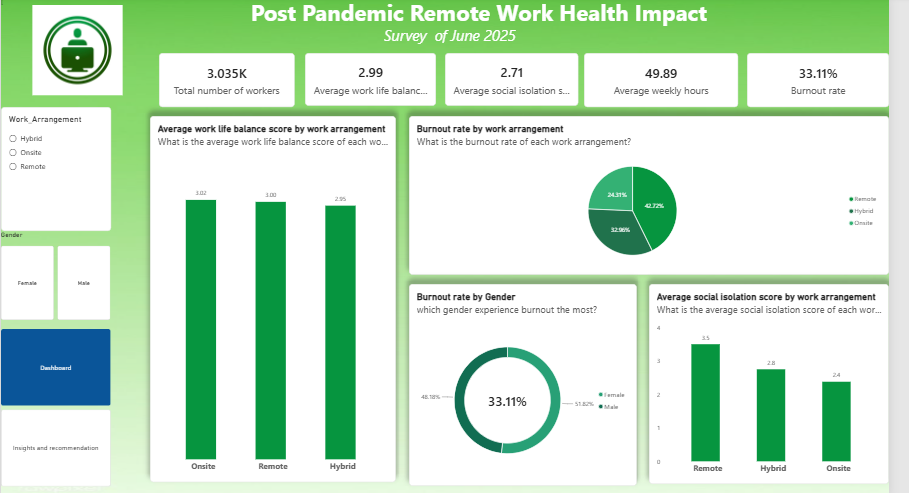 Post Pandemic Remote Work Health Impact
Survey of June 2025
3.035K
Total number of workers
2.99
Average work life balanc...
2.71
Average social isolation s...
49.89
Average weekly hours
33.11%
Burnout rate
Work_Arrangement
Hybrid
Onsite
Remote
Gender
Female
Male
Dashboard
Insights and recommendation
Average work life balance score by work arrangement
What is the average work life balance score of each wo...
3.02
3.00
2.95
Onsite
Remote
Hybrid
Burnout rate by work arrangement
What is the burnout rate of each work arrangement?
24.31%
42.72%
32.96%
Remote
Hybrid
Onsite
Burnout rate by Gender
which gender experience burnout the most?
48.18%
33.11%
51.82%
Female
Male
Average social isolation score by work arrangement
What is the average social isolation score of each wor...
4
3
2
1
0
3.5
2.8
2.4
Remote
Hybrid
Onsite